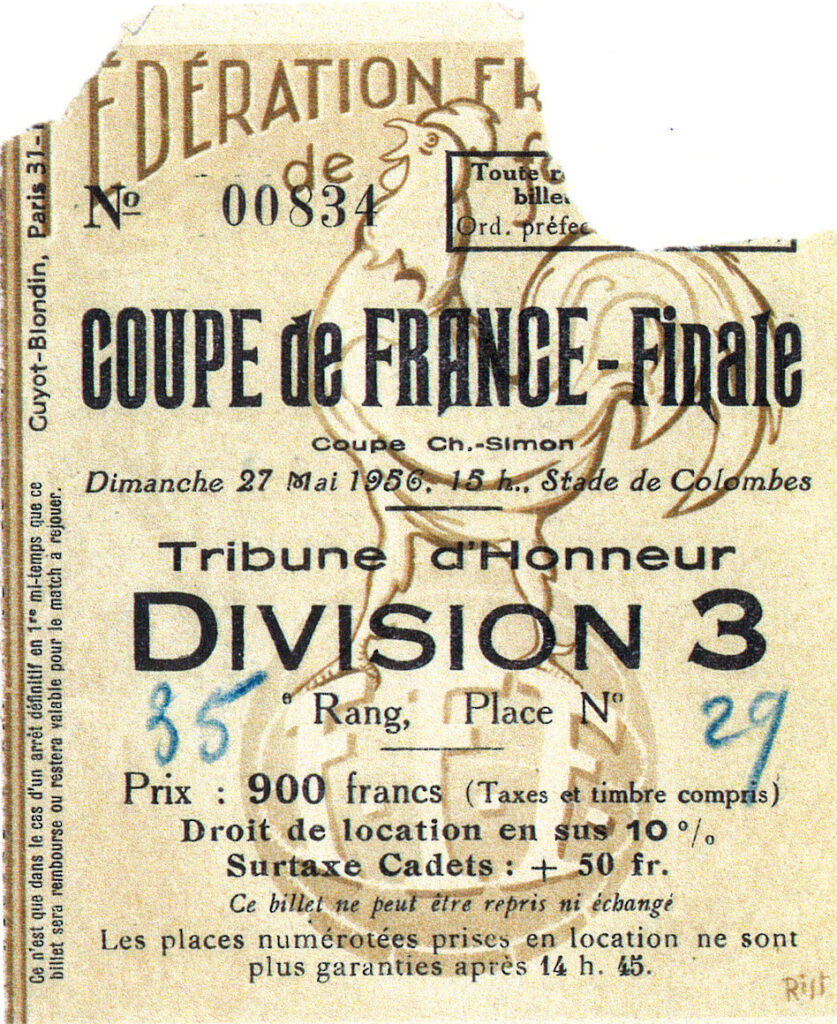 ÉDÉRATION FR
de
Nº 00834
Toute r
billet
Ord. préfec
COUPE de FRANCE - Finale
Coupe Ch.-Simon
Dimanche 27 Mai 1956, 15 h., Stade de Colombes
Tribune d'Honneur
DIVISION 3
35 e Rang, Place Nº 29
Prix : 900 francs (Taxes et timbre compris)
Droit de location en sus 10 %
Surtaxe Cadets : + 50 fr.
Ce billet ne peut être repris ni échangé
Les places numérotées prises en location ne sont
plus garanties après 14 h. 45.
Rist
Cuyot-Blondin, Paris 31-
Ce n'est que dans le cas d'un arrêt définitif en 1re mi-temps que ce
billet sera remboursé ou restera valable pour le match à rejouer.